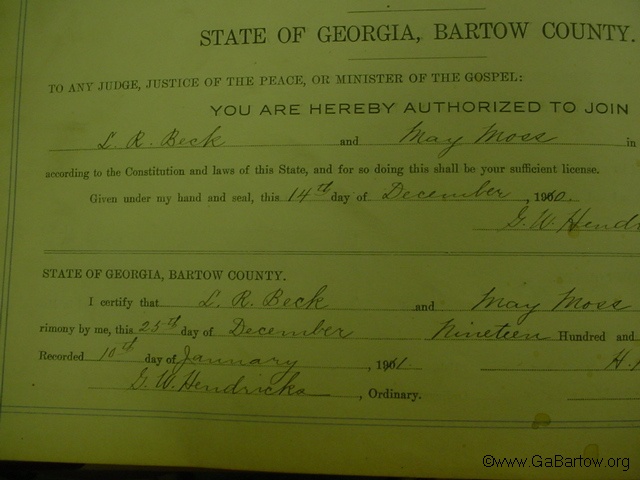 STATE OF GEORGIA, BARTOW COUNTY.
TO ANY JUDGE, JUSTICE OF THE PEACE, OR MINISTER OF THE GOSPEL:
YOU ARE HEREBY AUTHORIZED TO JOIN
L. R. Beck and May Moss in
according to the Constitution and laws of this State, and for so doing this shall be your sufficient license.
Given under my hand and seal, this 14th day of December, 1900.
G. W. Hendr
STATE OF GEORGIA, BARTOW COUNTY.
I certify that L. R. Beck and May Moss
rimony by me, this 25th day of December Nineteen Hundred and
Recorded 10th day of January, 1901. H.
G. W. Hendricks, Ordinary.
©www.GaBartow.org